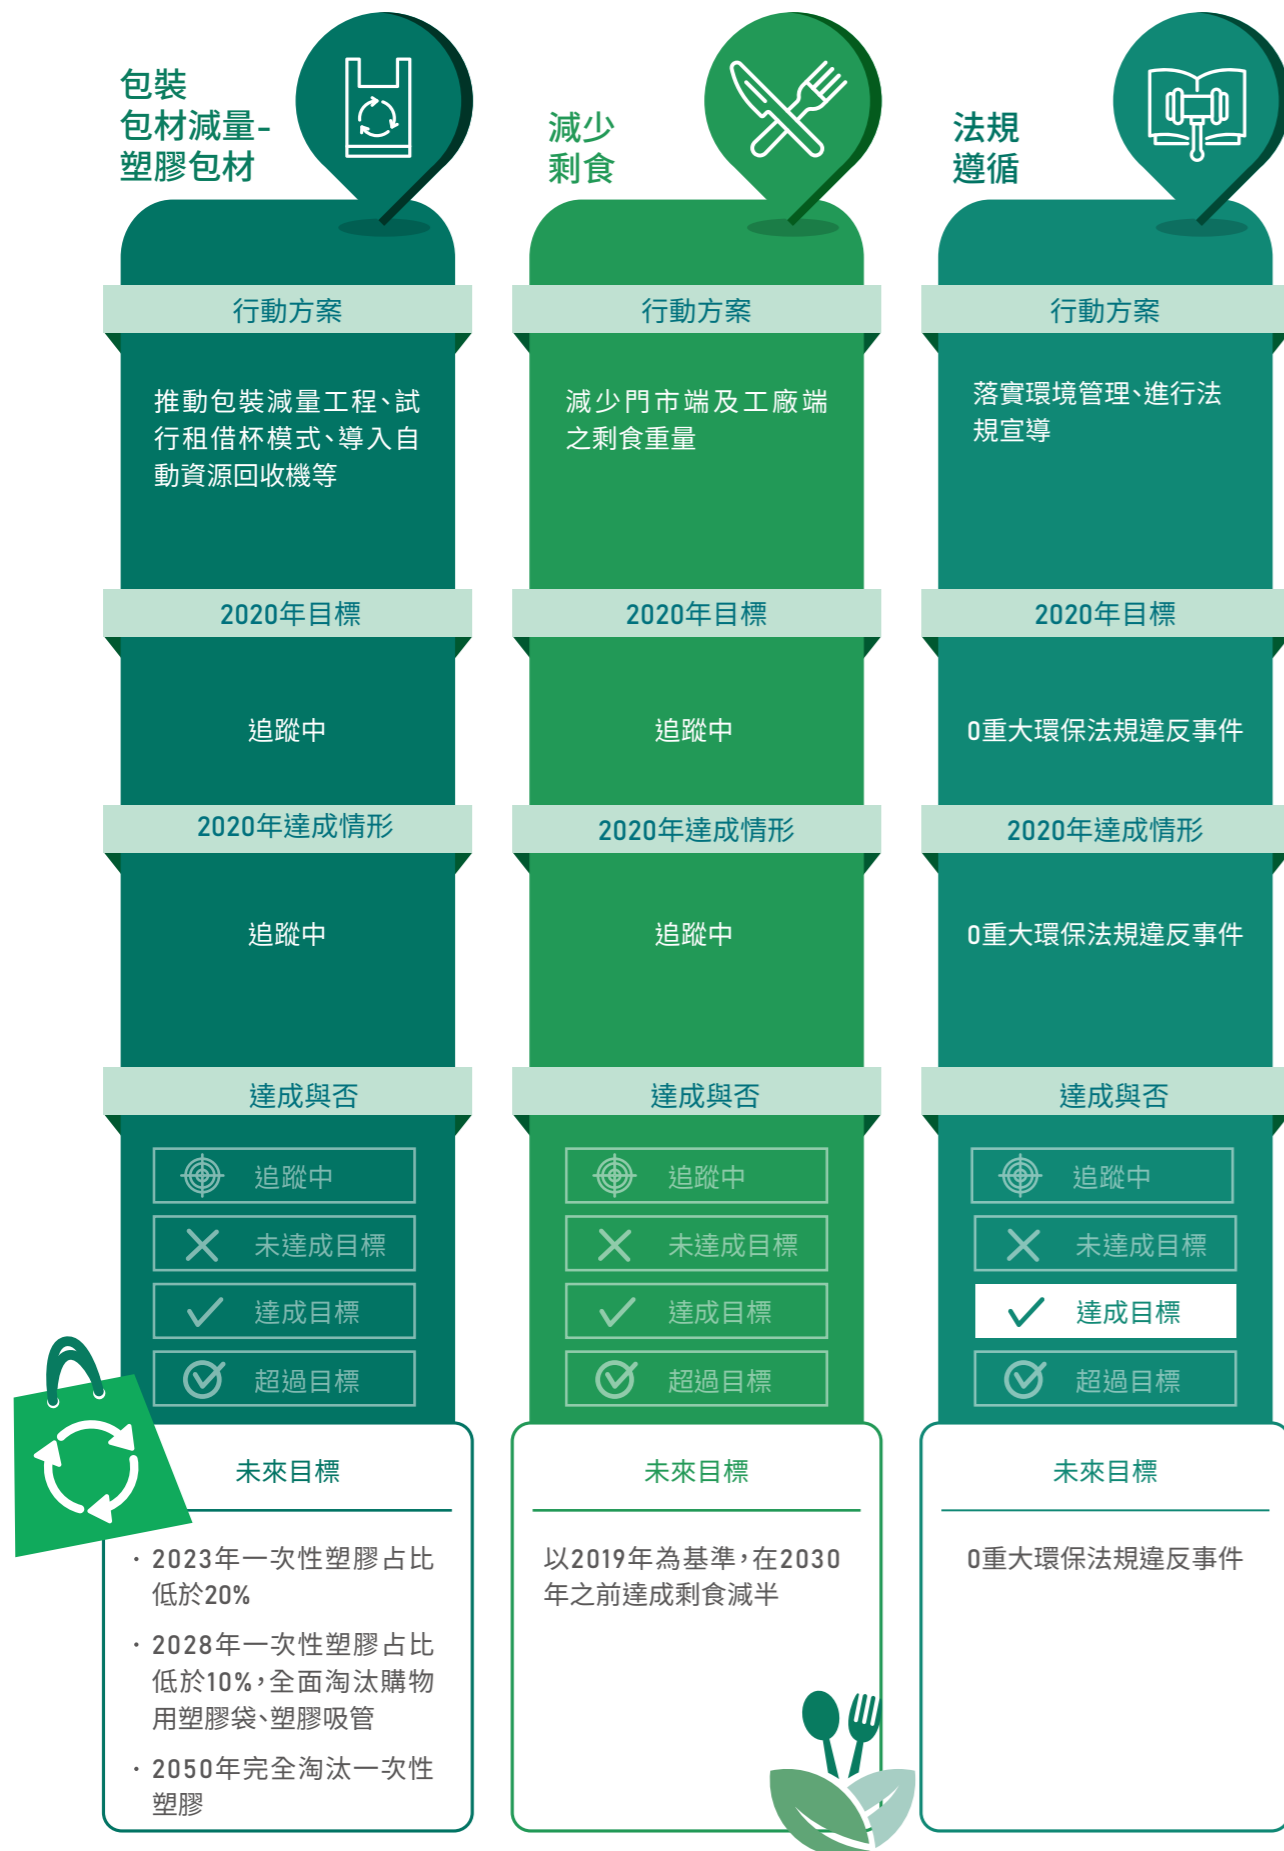 包裝
包材減量-
塑膠包材
行動方案
推動包裝減量工程、試
行租借杯模式、導入自
動資源回收機等
2020年目標
追蹤中
2020年達成情形
追蹤中
達成與否
追蹤中
未達成目標
達成目標
超過目標
未來目標
· 2023年一次性塑膠占比
低於20%
· 2028年一次性塑膠占比
低於10%，全面淘汰購物
用塑膠袋、塑膠吸管
· 2050年完全淘汰一次性
塑膠
減少
剩食
行動方案
減少門市端及工廠端
之剩食重量
2020年目標
追蹤中
2020年達成情形
追蹤中
達成與否
追蹤中
未達成目標
達成目標
超過目標
未來目標
以2019年為基準，在2030
年之前達成剩食減半
法規
遵循
行動方案
落實環境管理、進行法
規宣導
2020年目標
0重大環保法規違反事件
2020年達成情形
0重大環保法規違反事件
達成與否
追蹤中
未達成目標
達成目標
超過目標
未來目標
0重大環保法規違反事件